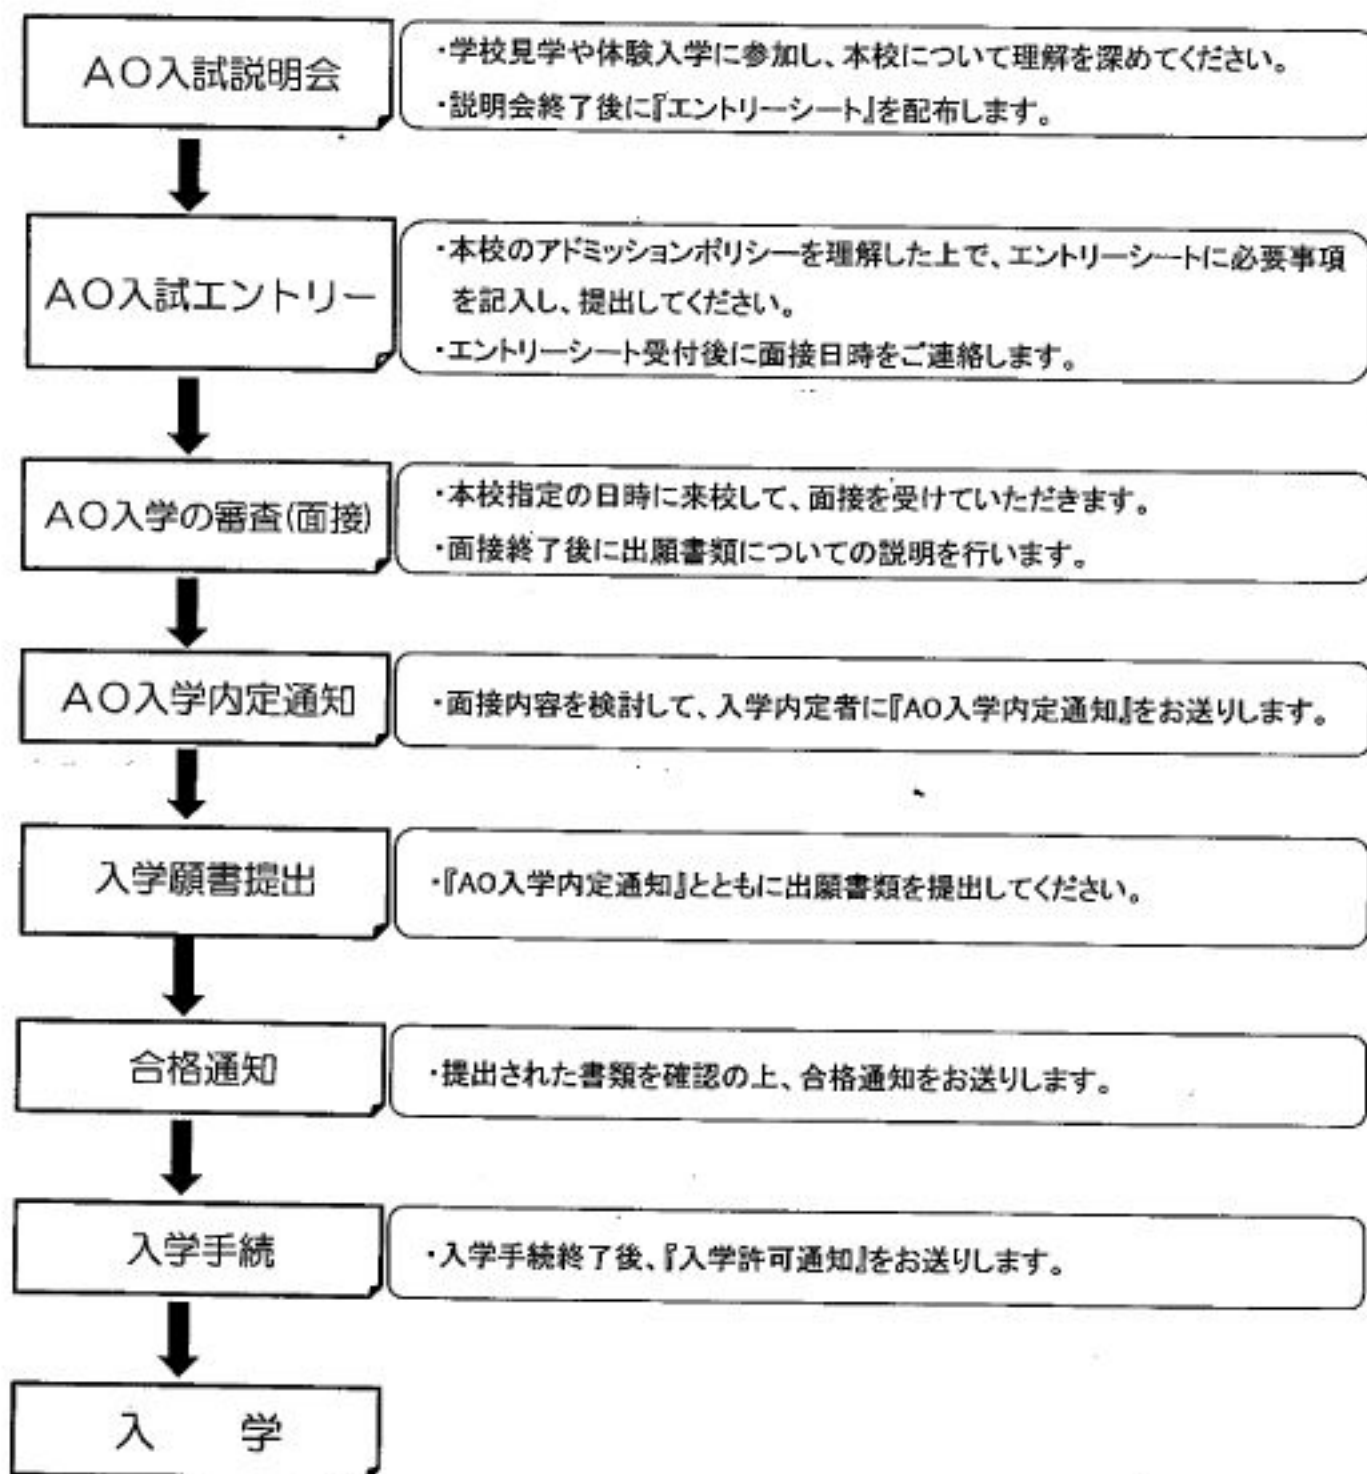 AO入試説明会
・学校見学や体験入学に参加し、本校について理解を深めてください。
・説明会終了後に『エントリーシート』を配布します。
AO入試エントリー
・本校のアドミッションポリシーを理解した上で、エントリーシートに必要事項
を記入し、提出してください。
・エントリーシート受付後に面接日時をご連絡します。
AO入学の審査(面接)
・本校指定の日時に来校して、面接を受けていただきます。
・面接終了後に出願書類についての説明を行います。
AO入学内定通知
・面接内容を検討して、入学内定者に『AO入学内定通知』をお送りします。
入学願書提出
・『AO入学内定通知』とともに出願書類を提出してください。
合格通知
・提出された書類を確認の上、合格通知をお送りします。
入学手続
・入学手続終了後、『入学許可通知』をお送りします。
入　学